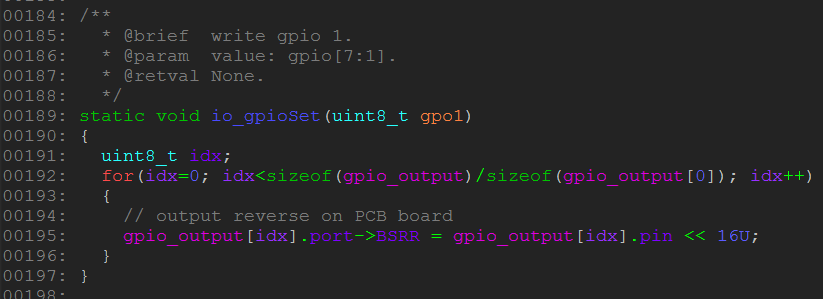 00184: /**
00185:   * @brief  write gpio 1.
00186:   * @param  value: gpio[7:1].
00187:   * @retval None.
00188:   */
00189: static void io_gpioSet(uint8_t gpo1)
00190: {
00191:   uint8_t idx;
00192:   for(idx=0; idx<sizeof(gpio_output)/sizeof(gpio_output[0]); idx++)
00193:   {
00194:     // output reverse on PCB board
00195:     gpio_output[idx].port->BSRR = gpio_output[idx].pin << 16U;
00196:   }
00197: }
00198: